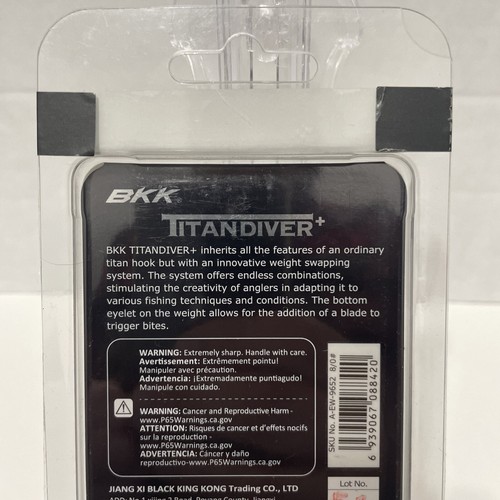 BKK
TITANDIVER+
BKK TITANDIVER+ inherits all the features of an ordinary
titan hook but with an innovative weight swapping
system. The system offers endless combinations,
stimulating the creativity of anglers in adapting it to
various fishing techniques and conditions. The bottom
eyelet on the weight allows for the addition of a blade to
trigger bites.
WARNING: Extremely sharp. Handle with care.
Avertissement: Extrêmement pointu!
Manipuler avec précaution.
Advertencia: ¡Extremadamente puntiagudo!
Manipule con cuidado.
WARNING: Cancer and Reproductive Harm -
www.P65Warnings.ca.gov
ATTENTION: Risques de cancer et d'effets nocifs
sur la reproduction -
www.P65Warnings.ca.gov
ADVERTENCIA: Cáncer y daño
reproductivo-www.P65Warnings.ca.gov
SKU No. A-EW-9652 8/0#
6 939067 088420
Lot No.
JIANG XI BLACK KING KONG Trading CO., LTD